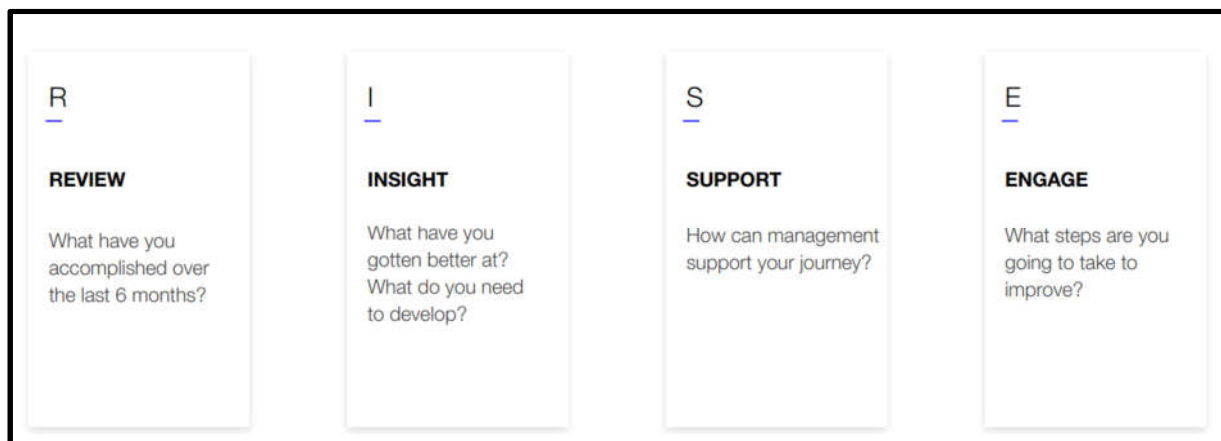 R
REVIEW
What have you
accomplished over
the last 6 months?
I
INSIGHT
What have you
gotten better at?
What do you need
to develop?
S
SUPPORT
How can management
support your journey?
E
ENGAGE
What steps are you
going to take to
improve?